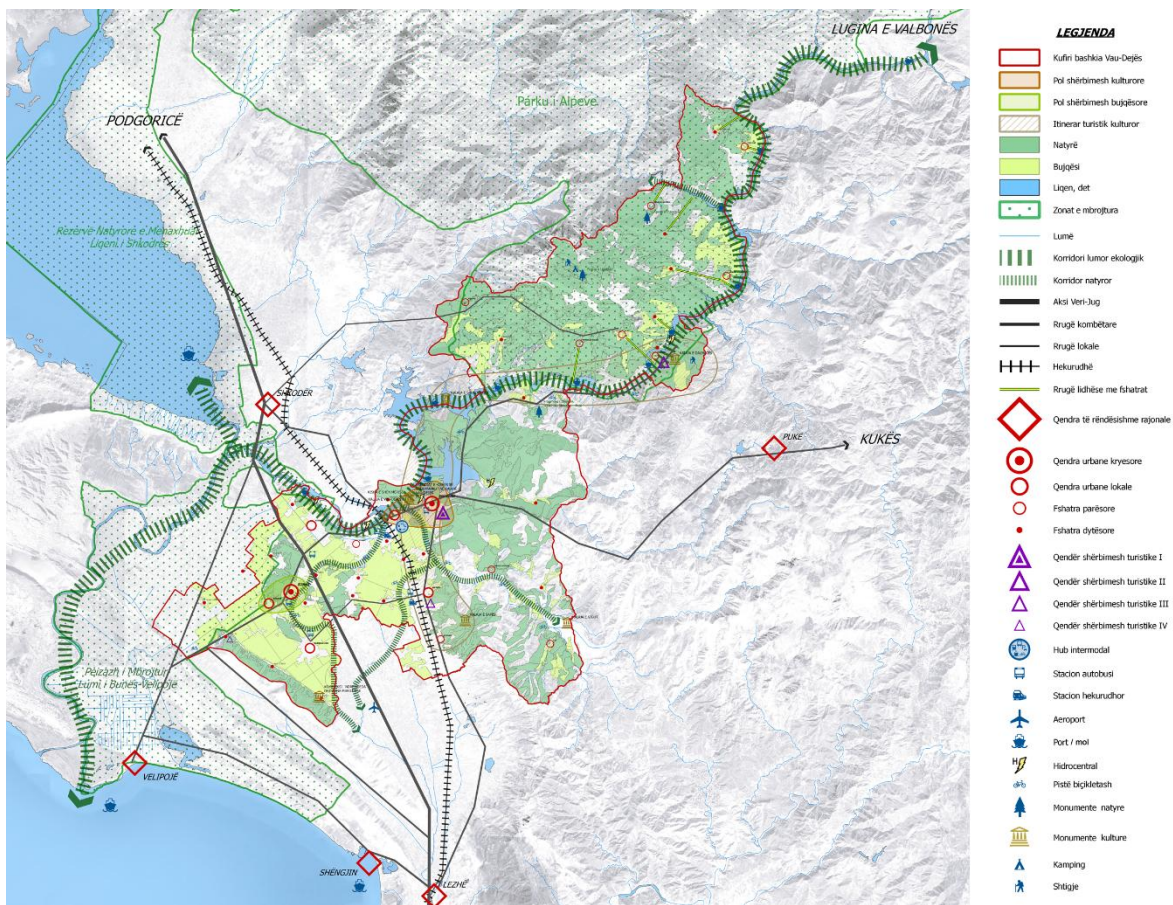 LUGINA E VALBONËS
Parku i Alpeve
PODGORICË
Rezervë Natyrorë e Menaxhuar
Liqeni i Shkodrës
SHKODËR
PUKË
KUKËS
Peizazh i Mbrojtur
Lumi i Bunës-Velipojë
VELIPOJË
SHËNGJIN
LEZHË
LEGJENDA
Kufiri bashkia Vau-Dejës
Pol shërbimesh kulturore
Pol shërbimesh bujqësore
Itinerar turistik kulturor
Natyrë
Bujqësi
Liqen, det
Zonat e mbrojtura
Lumë
Korridori lumor ekologjik
Korridor natyror
Aksi Veri-Jug
Rrugë kombëtare
Rrugë lokale
Hekurudhë
Rrugë lidhëse me fshatrat
Qendra të rëndësishme rajonale
Qendra urbane kryesore
Qendra urbane lokale
Fshatra parësore
Fshatra dytësore
Qendër shërbimesh turistike I
Qendër shërbimesh turistike II
Qendër shërbimesh turistike III
Qendër shërbimesh turistike IV
Hub intermodal
Stacion autobusi
Stacion hekurudhor
Aeroport
Port / mol
H
Hidrocentral
Pistë biçikletash
Monumente natyre
Monumente kulture
Kamping
Shtigje